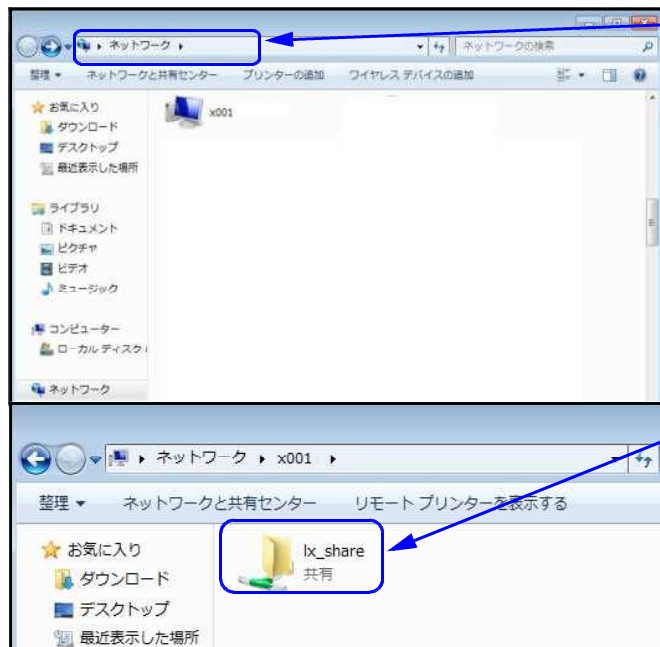 ネットワーク
ネットワークの検索
整理 ネットワークと共有センター プリンターの追加 ワイヤレス デバイスの追加
お気に入り
ダウンロード
デスクトップ
最近表示した場所
ライブラリ
ドキュメント
ピクチャ
ビデオ
ミュージック
コンピューター
ローカル ディスク (
ネットワーク
x001
ネットワーク x001
整理 ネットワークと共有センター リモート プリンターを表示する
お気に入り
ダウンロード
デスクトップ
最近表示した場所
lx_share
共有